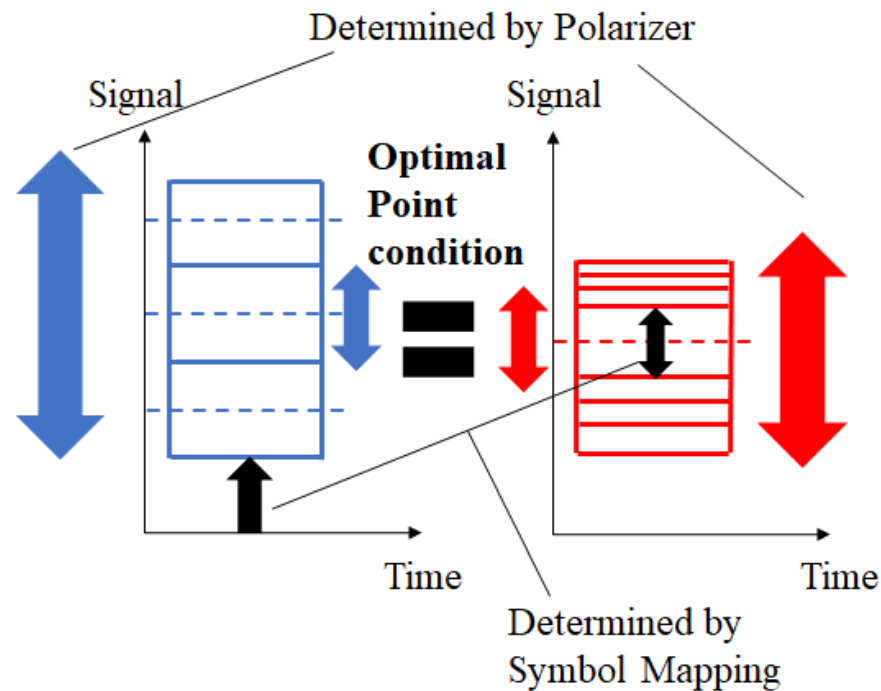 Determined by Polarizer
Signal
Signal
Optimal
Point
condition
Time
Time
Determined by
Symbol Mapping